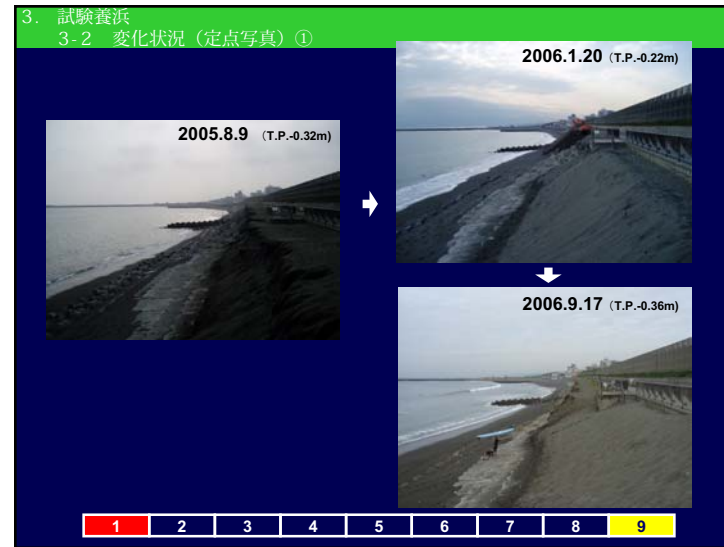 3. 試験養浜
3-2 変化状況（定点写真）①
2005.8.9 （T.P.-0.32m)
2006.1.20 （T.P.-0.22m)
2006.9.17 （T.P.-0.36m)
1 2 3 4 5 6 7 8 9